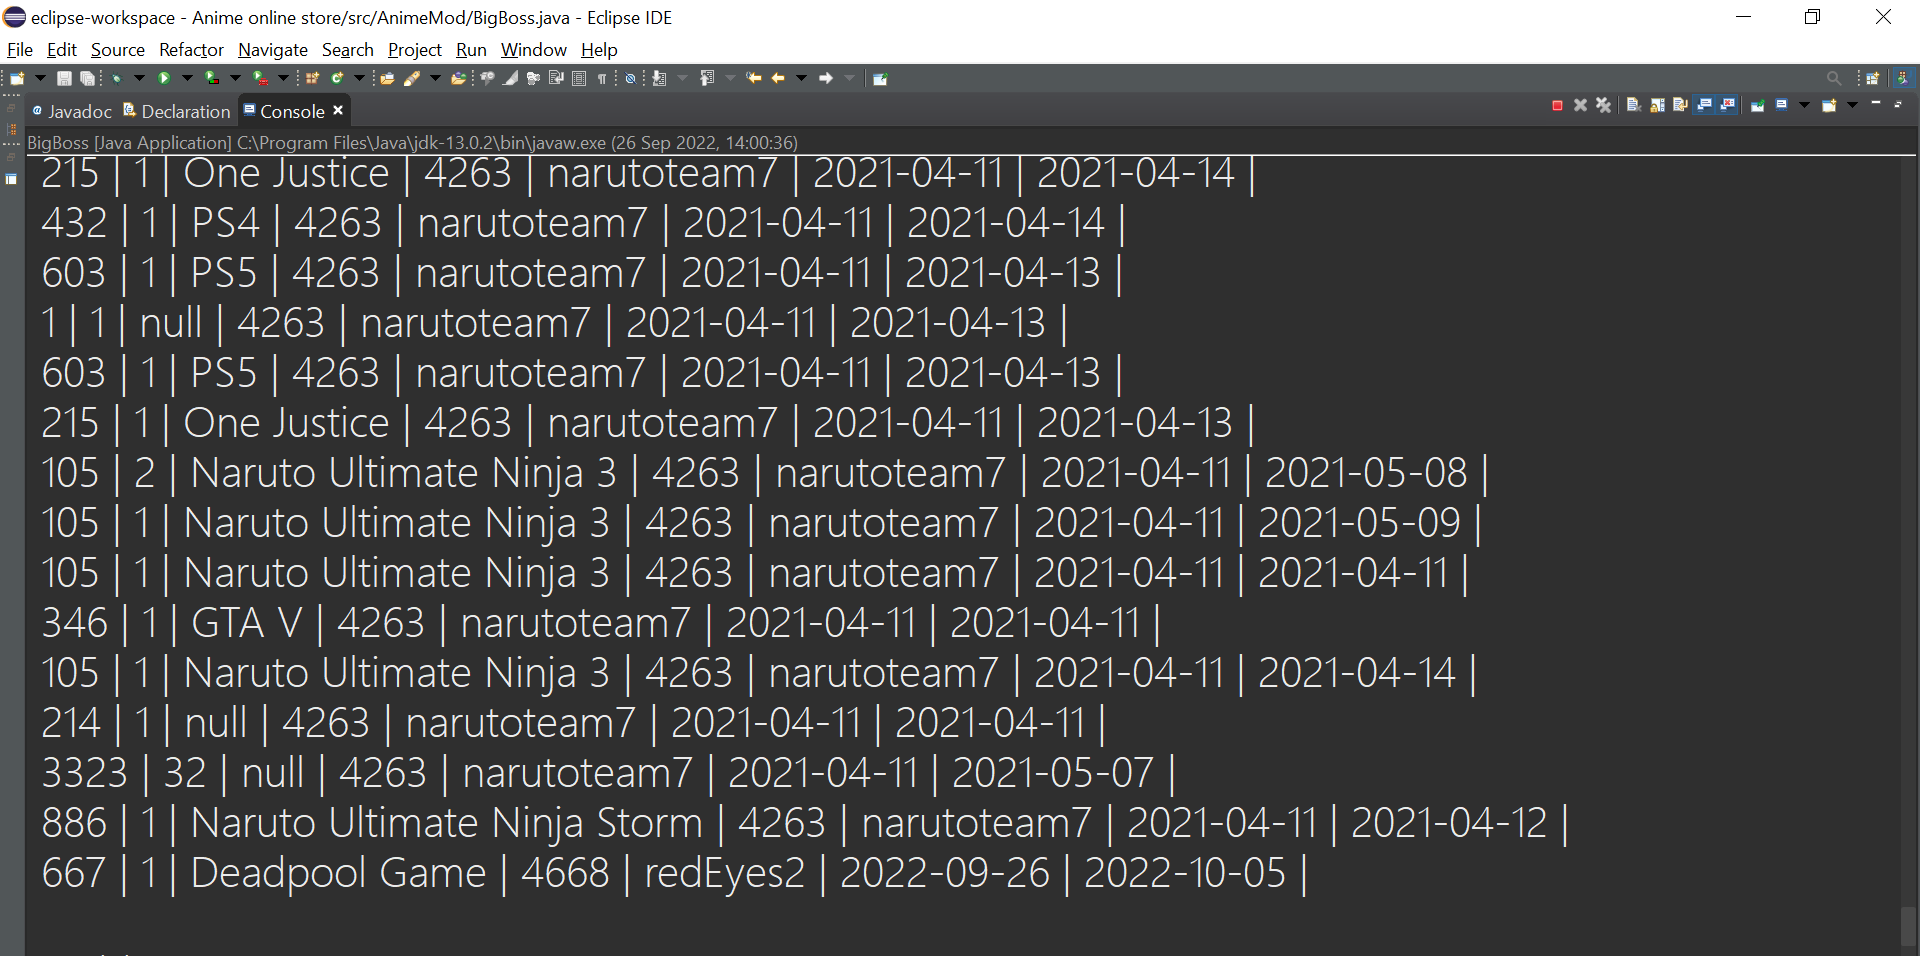 eclipse-workspace - Anime online store/src/AnimeMod/BigBoss.java - Eclipse IDE
File Edit Source Refactor Navigate Search Project Run Window Help
@ Javadoc Declaration Console
BigBoss [Java Application] C:\Program Files\Java\jdk-13.0.2\bin\javaw.exe (26 Sep 2022, 14:00:36)
215 | 1 | One Justice | 4263 | narutoteam7 | 2021-04-11 | 2021-04-14 |
432 | 1 | PS4 | 4263 | narutoteam7 | 2021-04-11 | 2021-04-14 |
603 | 1 | PS5 | 4263 | narutoteam7 | 2021-04-11 | 2021-04-13 |
1 | 1 | null | 4263 | narutoteam7 | 2021-04-11 | 2021-04-13 |
603 | 1 | PS5 | 4263 | narutoteam7 | 2021-04-11 | 2021-04-13 |
215 | 1 | One Justice | 4263 | narutoteam7 | 2021-04-11 | 2021-04-13 |
105 | 2 | Naruto Ultimate Ninja 3 | 4263 | narutoteam7 | 2021-04-11 | 2021-05-08 |
105 | 1 | Naruto Ultimate Ninja 3 | 4263 | narutoteam7 | 2021-04-11 | 2021-05-09 |
105 | 1 | Naruto Ultimate Ninja 3 | 4263 | narutoteam7 | 2021-04-11 | 2021-04-11 |
346 | 1 | GTA V | 4263 | narutoteam7 | 2021-04-11 | 2021-04-11 |
105 | 1 | Naruto Ultimate Ninja 3 | 4263 | narutoteam7 | 2021-04-11 | 2021-04-14 |
214 | 1 | null | 4263 | narutoteam7 | 2021-04-11 | 2021-04-11 |
3323 | 32 | null | 4263 | narutoteam7 | 2021-04-11 | 2021-05-07 |
886 | 1 | Naruto Ultimate Ninja Storm | 4263 | narutoteam7 | 2021-04-11 | 2021-04-12 |
667 | 1 | Deadpool Game | 4668 | redEyes2 | 2022-09-26 | 2022-10-05 |